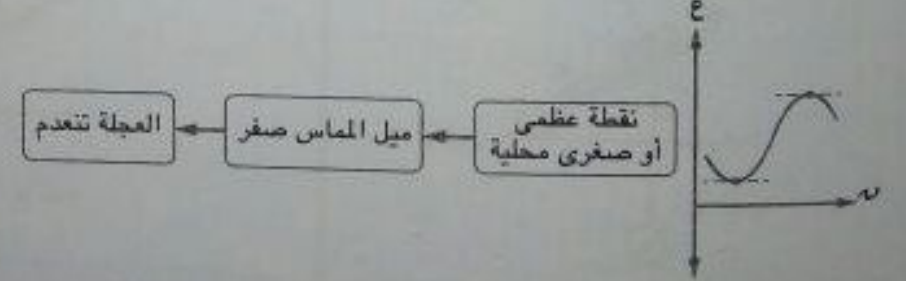 ع
نقطة عظمى
أو صغرى محلية
ميل المماس صفر
العجلة تنعدم
ن